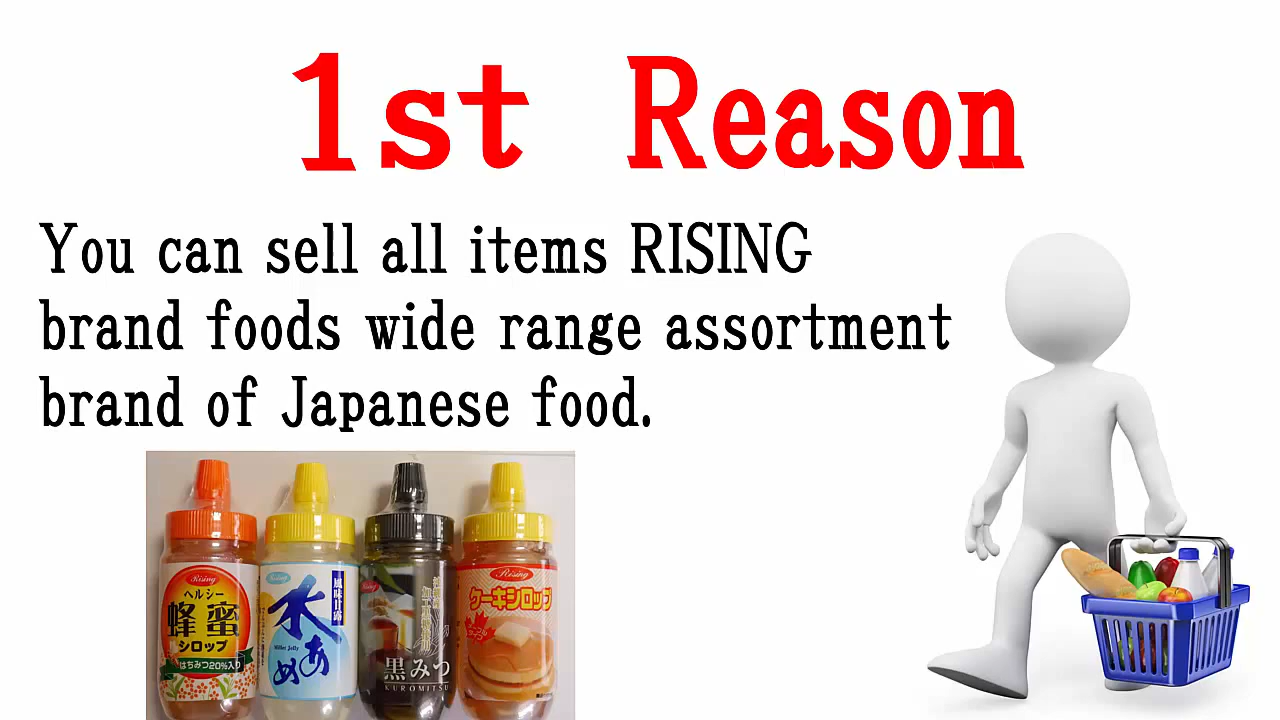 1st Reason
You can sell all items RISING
brand foods wide range assortment
brand of Japanese food.
Rising
ヘルシー
蜂蜜
シロップ
はちみつ20%入り
風味甘露
水あめ
Millet Jelly
黒みつ
KUROMITSU
Rising
ケーキシロップ